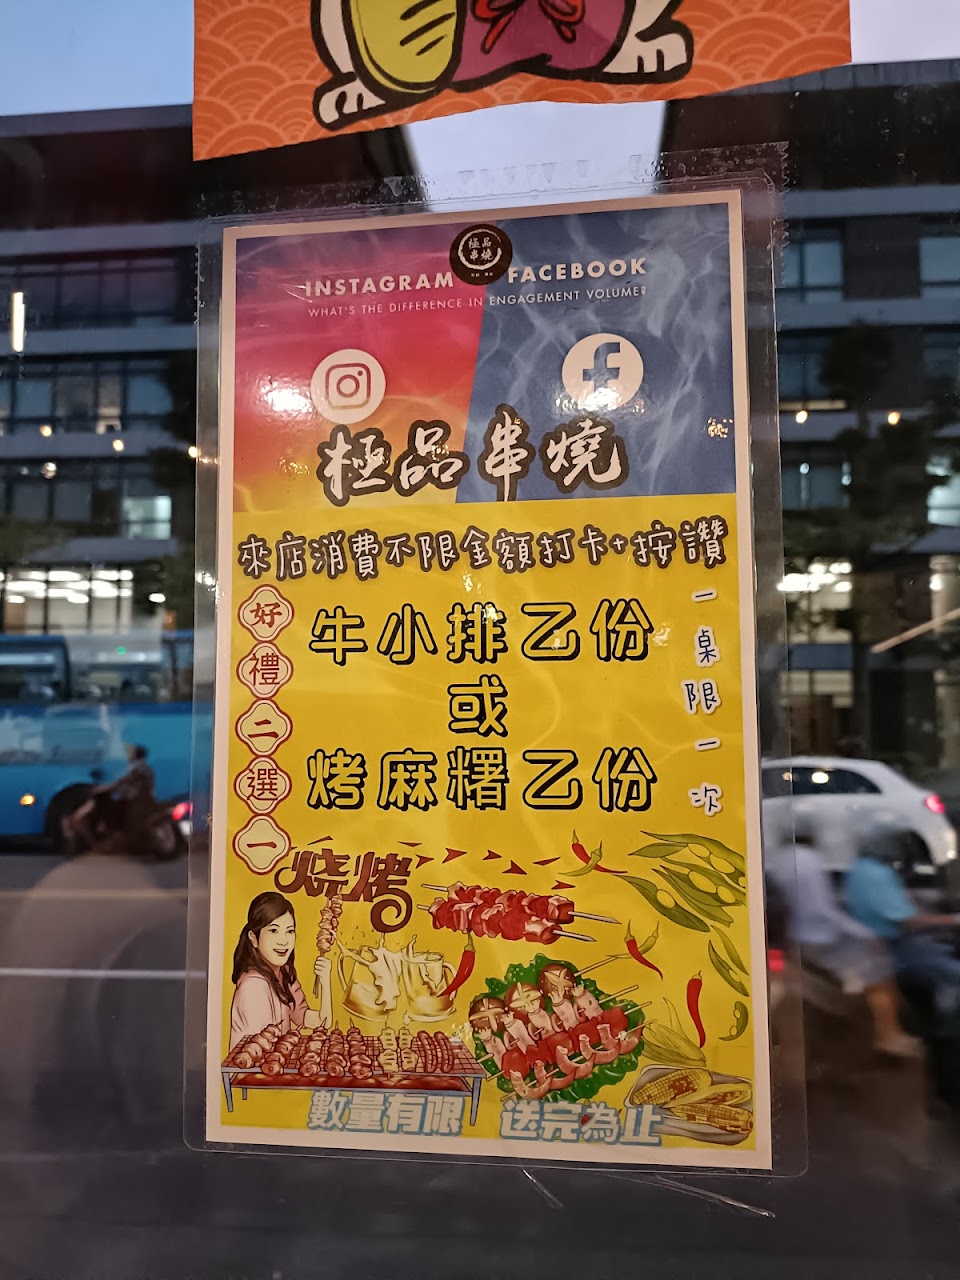 極品
串燒
INSTAGRAM FACEBOOK
WHAT'S THE DIFFERENCE IN ENGAGEMENT VOLUME?
極品串燒
來店消費不限金額打卡+按讚
好禮二選一
牛小排乙份
或
烤麻糬乙份
一桌限一次
烧烤
數量有限 送完為止